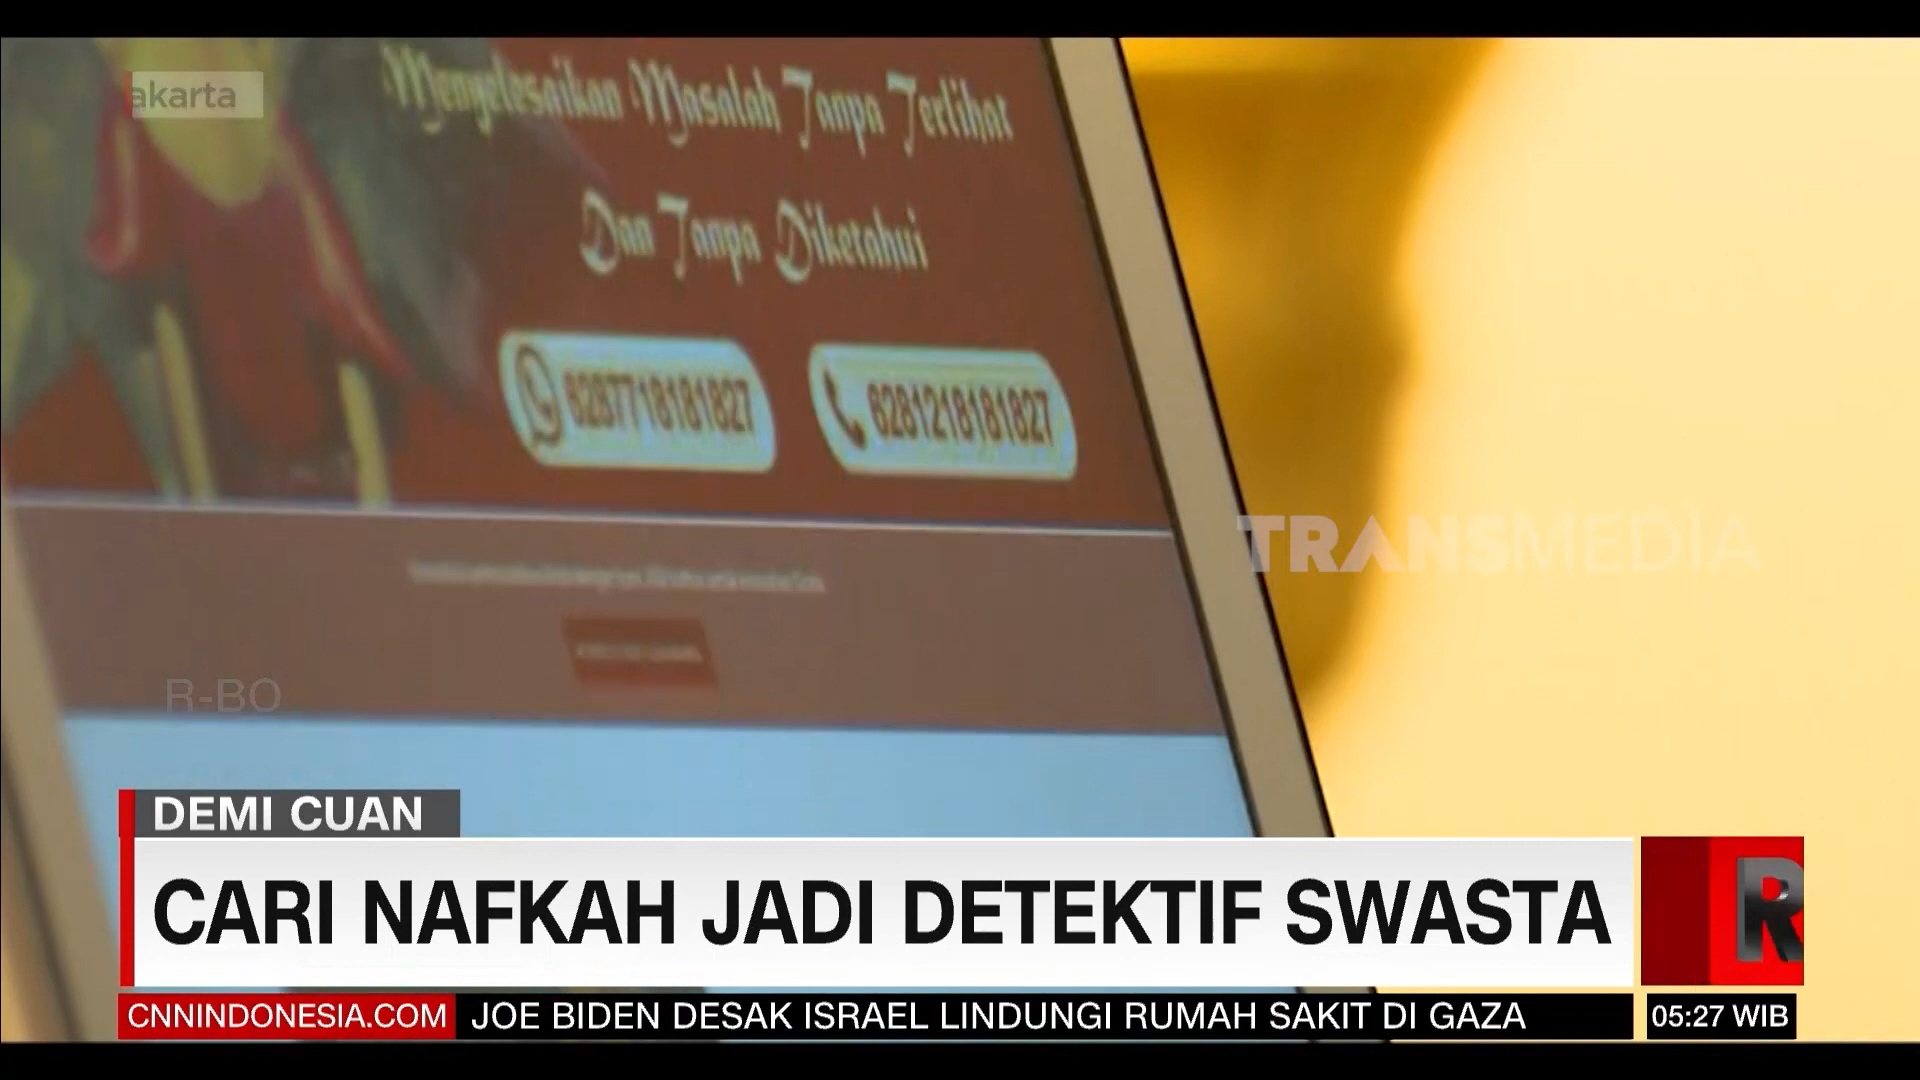 akarta
Menyelesaikan Masalah Tanpa Terlihat
Dan Tanpa Diketahui
6287718181827
6281218181827
TRANSMEDIA
R-BO
DEMI CUAN
CARI NAFKAH JADI DETEKTIF SWASTA
R
CNNINDONESIA.COM
JOE BIDEN DESAK ISRAEL LINDUNGI RUMAH SAKIT DI GAZA
05:27 WIB